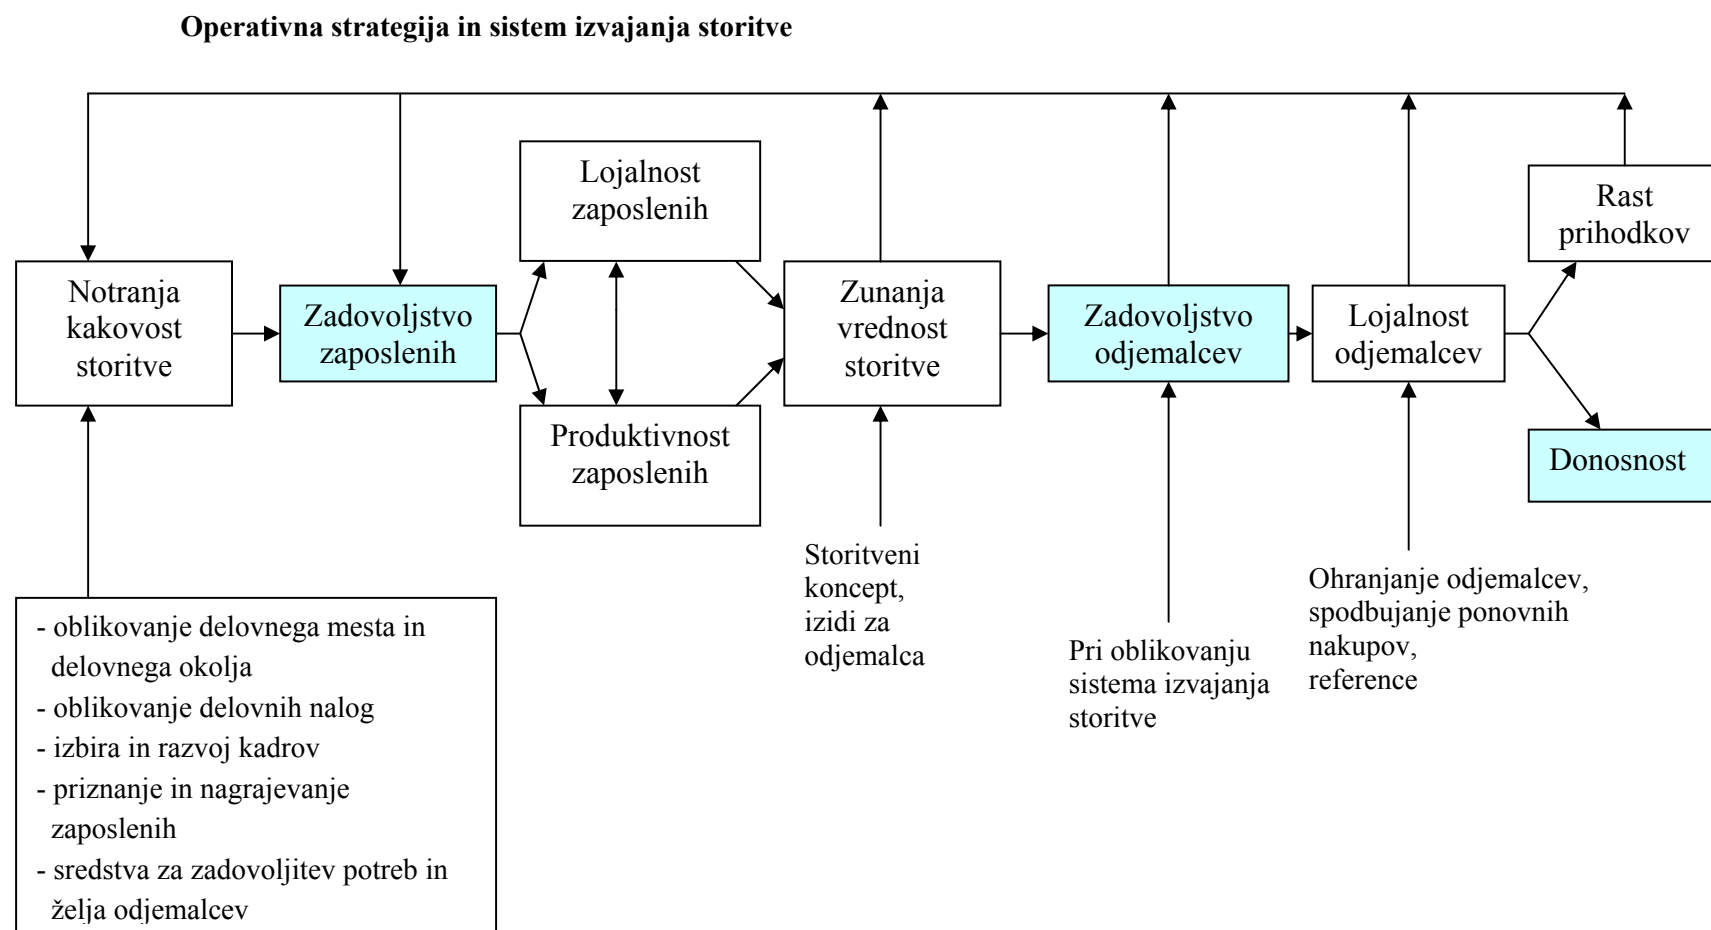 Operativna strategija in sistem izvajanja storitve
Lojalnost
zaposlenih
Rast
prihodkov
Notranja
kakovost
storitve
Zadovoljstvo
zaposlenih
Zunanja
vrednost
storitve
Zadovoljstvo
odjemalcev
Lojalnost
odjemalcev
Produktivnost
zaposlenih
Donosnost
Storitveni
koncept,
izidi za
odjemalca
Ohranjanje odjemalcev,
spodbujanje ponovnih
nakupov,
reference
Pri oblikovanju
sistema izvajanja
storitve
- oblikovanje delovnega mesta in
delovnega okolja
- oblikovanje delovnih nalog
- izbira in razvoj kadrov
- priznanje in nagrajevanje
zaposlenih
- sredstva za zadovoljitev potreb in
želja odjemalcev